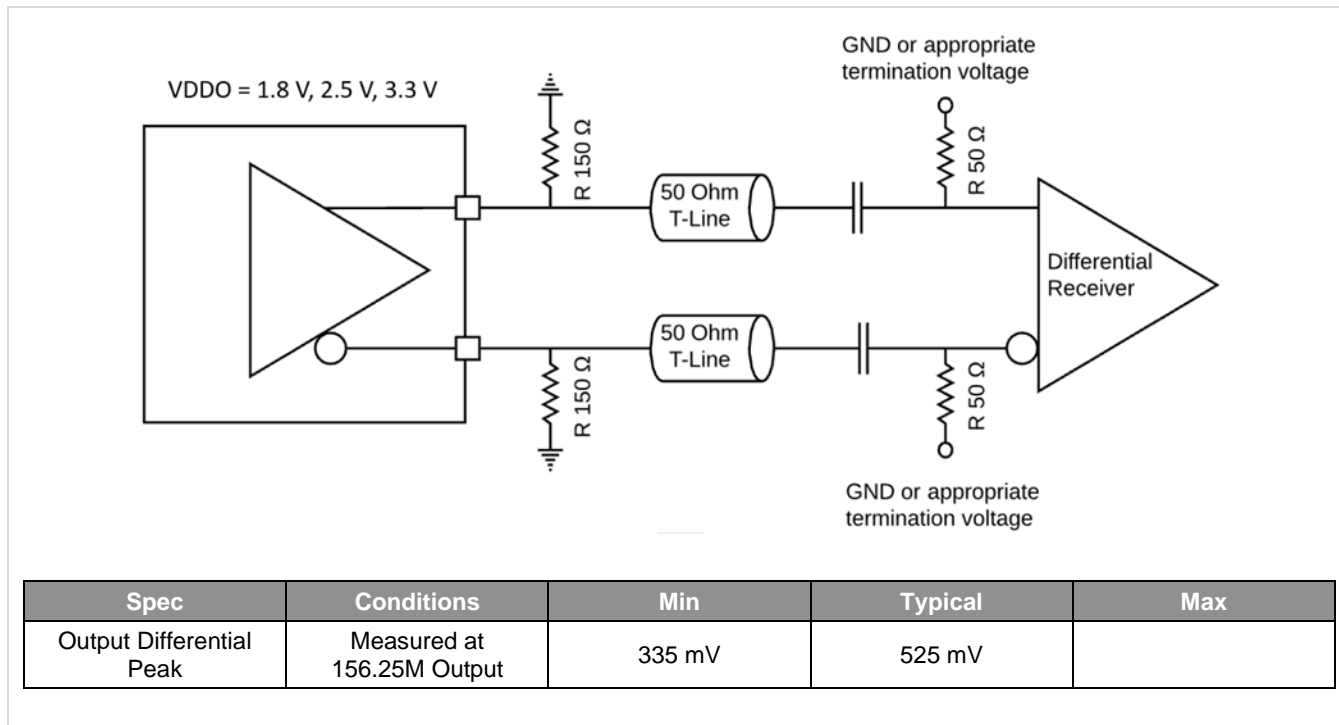 GND or appropriate
termination voltage
VDDO = 1.8 V, 2.5 V, 3.3 V
R 150 Ω
R 50 Ω
50 Ohm
T-Line
Differential
Receiver
50 Ohm
T-Line
R 150 Ω
R 50 Ω
GND or appropriate
termination voltage
Spec Conditions Min Typical Max
Output Differential
Peak
Measured at
156.25M Output
335 mV
525 mV